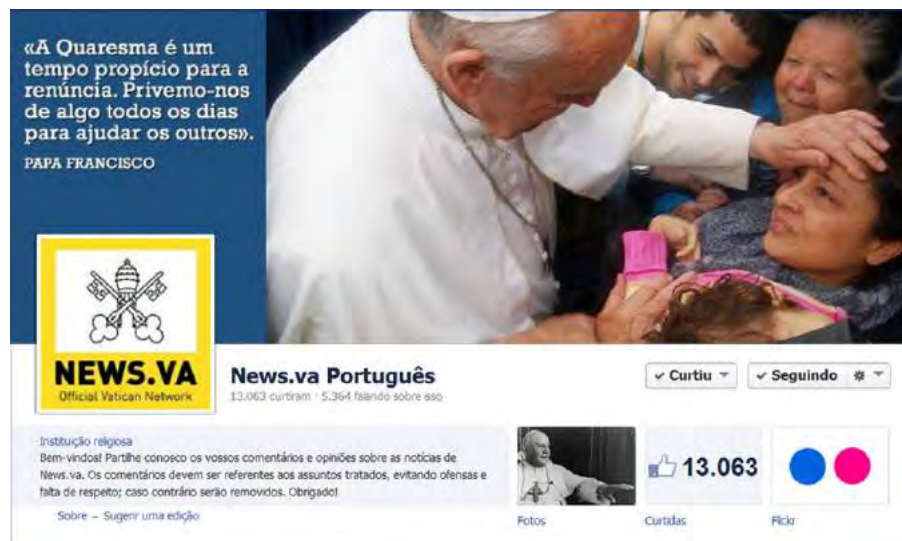 «A Quaresma é um
tempo propício para a
renúncia. Privemo-nos
de algo todos os dias
para ajudar os outros».
PAPA FRANCISCO
NEWS.VA
Official Vatican Network
News.va Português
13.063 curtiram · 5.364 falando sobre isso
Curtiu
Seguindo
Instituição religiosa
Bem-vindos! Partilhe conosco os vossos comentários e opiniões sobre as notícias de
News.va. Os comentários devem ser referentes aos assuntos tratados, evitando ofensas e
falta de respeito; caso contrário serão removidos. Obrigado!
Sobre – Sugerir uma edição
13.063
Fotos
Curtidas
Flickr